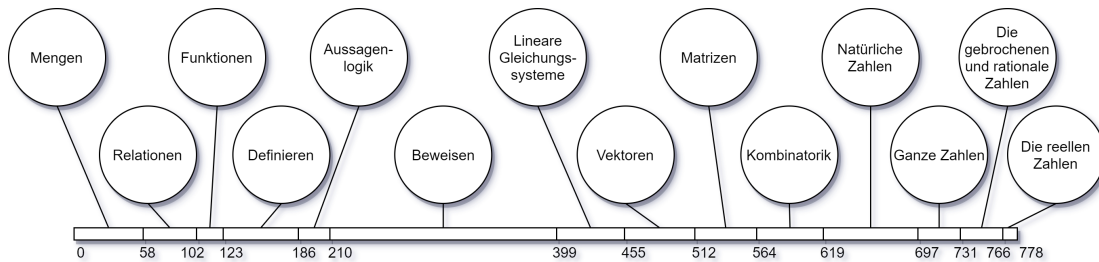 Mengen
Relationen
Funktionen
Definieren
Aussagen-
logik
Beweisen
Lineare
Gleichungs-
systeme
Vektoren
Matrizen
Kombinatorik
Natürliche
Zahlen
Ganze Zahlen
Die
gebrochenen
und rationale
Zahlen
Die reellen
Zahlen
0 58 102 123 186 210 399 455 512 564 619 697 731 766 778